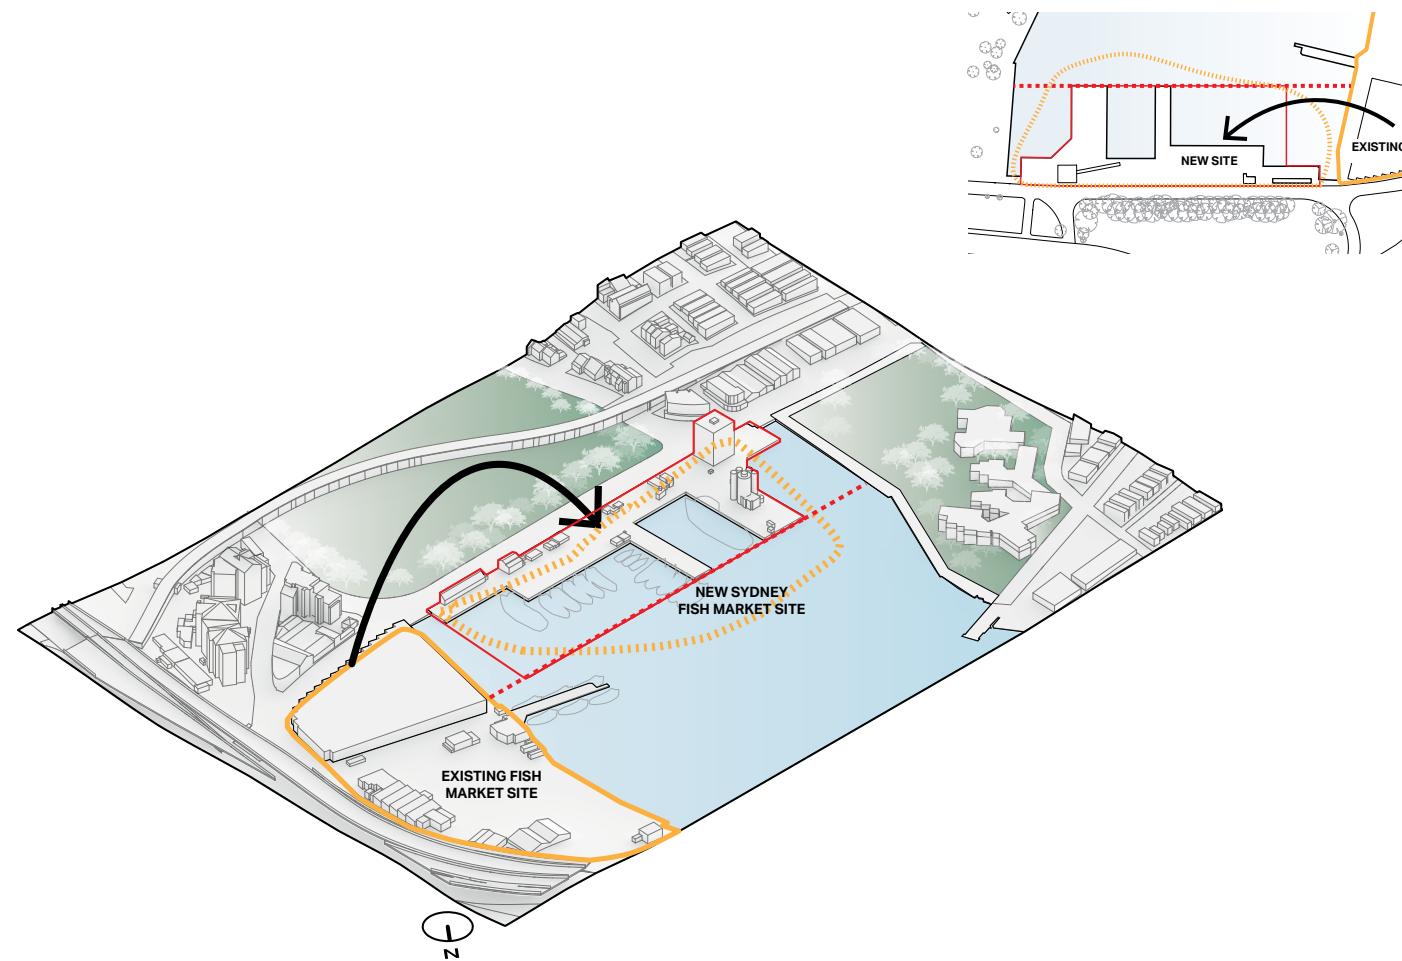 NEW SITE
EXISTING
NEW SYDNEY
FISH MARKET SITE
EXISTING FISH
MARKET SITE
N